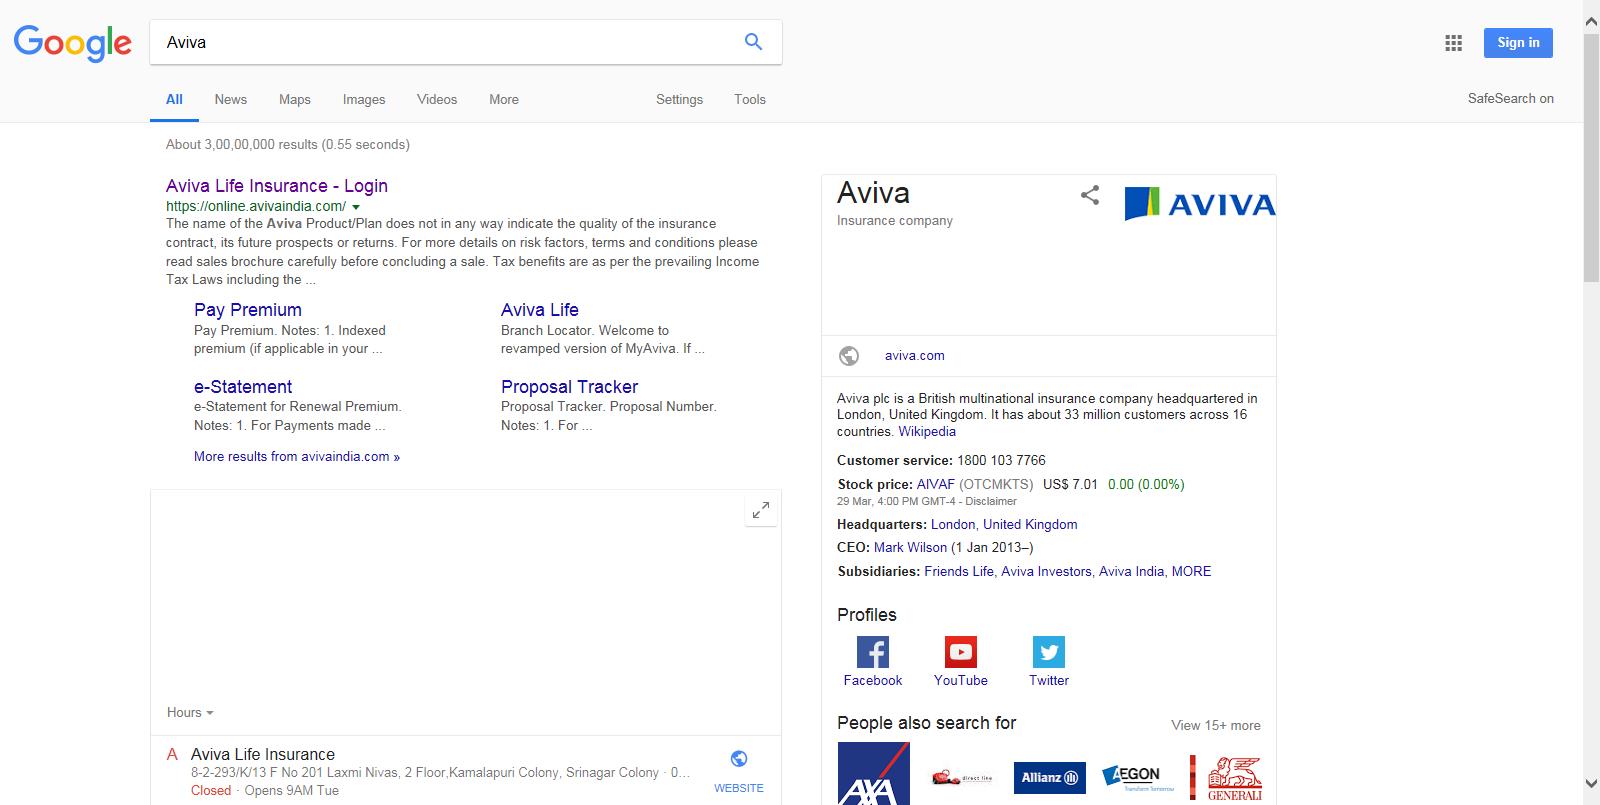 Google
Aviva
Sign in
All
News
Maps
Images
Videos
More
Settings
Tools
SafeSearch on
About 3,00,00,000 results (0.55 seconds)
Aviva Life Insurance - Login
https://online.avivaindia.com/
The name of the Aviva Product/Plan does not in any way indicate the quality of the insurance
contract, its future prospects or returns. For more details on risk factors, terms and conditions please
read sales brochure carefully before concluding a sale. Tax benefits are as per the prevailing Income
Tax Laws including the ...
Pay Premium
Pay Premium. Notes: 1. Indexed
premium (if applicable in your ...
Aviva Life
Branch Locator. Welcome to
revamped version of MyAviva. If ...
e-Statement
e-Statement for Renewal Premium.
Notes: 1. For Payments made ...
Proposal Tracker
Proposal Tracker. Proposal Number.
Notes: 1. For ...
More results from avivaindia.com »
Hours
A Aviva Life Insurance
8-2-293/K/13 F No 201 Laxmi Nivas, 2 Floor,Kamalapuri Colony, Srinagar Colony · 0...
Closed · Opens 9AM Tue
WEBSITE
Aviva
Insurance company
AVIVA
aviva.com
Aviva plc is a British multinational insurance company headquartered in
London, United Kingdom. It has about 33 million customers across 16
countries. Wikipedia
Customer service: 1800 103 7766
Stock price: AIVAF (OTCMKTS) US$ 7.01 0.00 (0.00%)
29 Mar, 4:00 PM GMT-4 - Disclaimer
Headquarters: London, United Kingdom
CEO: Mark Wilson (1 Jan 2013–)
Subsidiaries: Friends Life, Aviva Investors, Aviva India, MORE
Profiles
Facebook
YouTube
Twitter
People also search for
View 15+ more
AXA
direct line
Allianz
AEGON
Transform Tomorrow
GENERALI